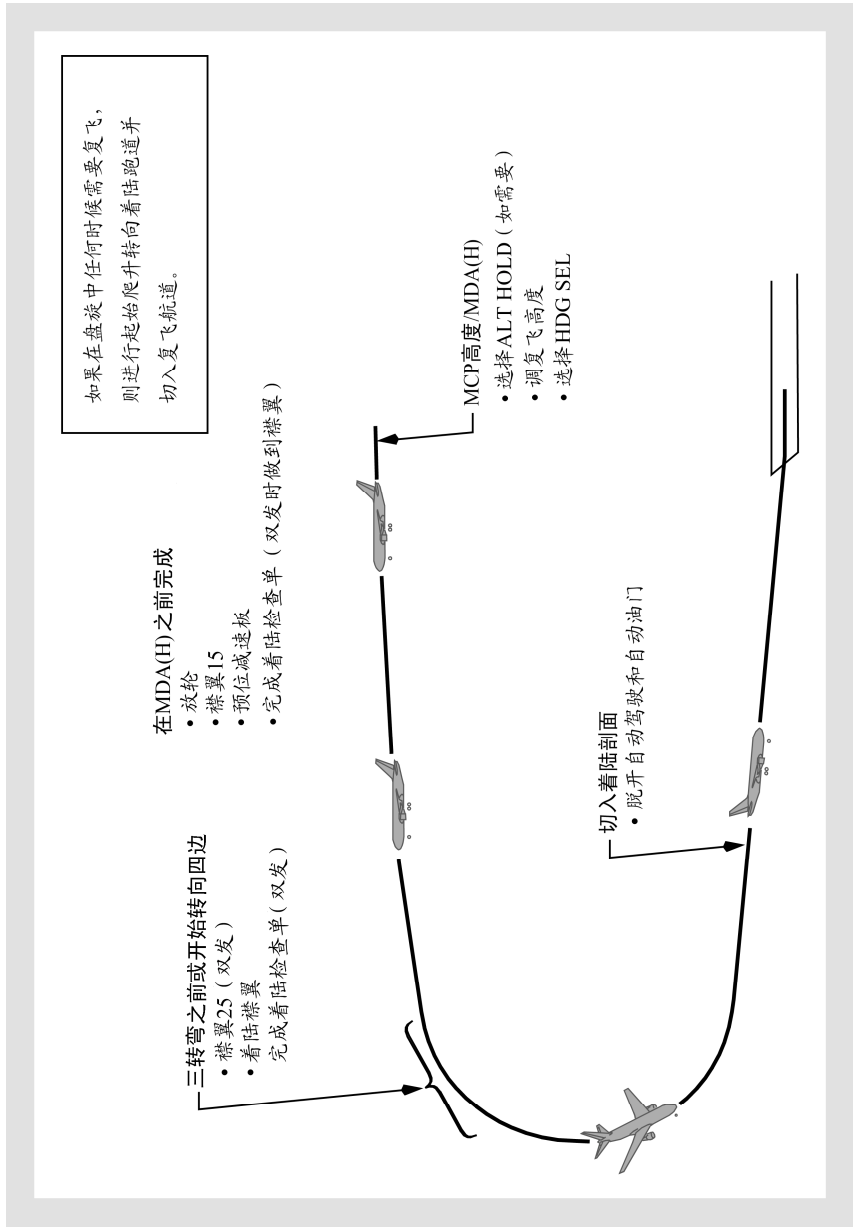 如果在盘旋中任何时候需要复飞，
则进行起始爬升转向着陆跑道并
切入复飞航道。
在MDA(H)之前完成
• 放轮
• 襟翼15
• 预位减速板
• 完成着陆检查单（双发时做到襟翼）
MCP高度/MDA(H)
• 选择ALT HOLD（如需要）
• 调复飞高度
• 选择HDG SEL
三转弯之前或开始转向四边
• 襟翼25（双发）
• 着陆襟翼
完成着陆检查单（双发）
切入着陆剖面
• 脱开自动驾驶和自动油门